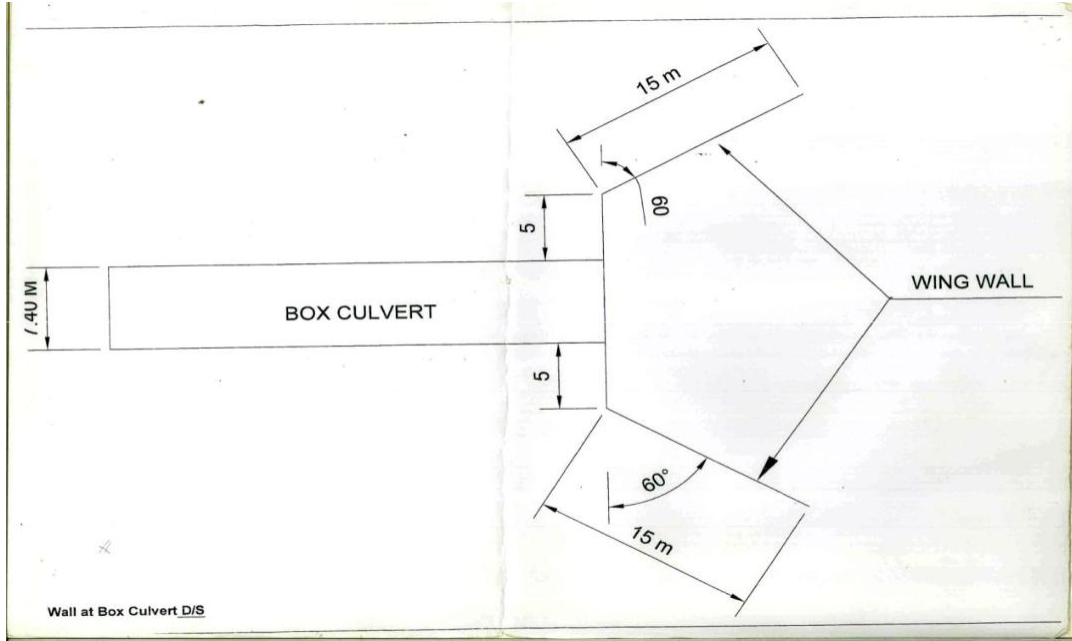 15 m
60
5
7.40 M
BOX CULVERT
WING WALL
5
60°
15 m
Wall at Box Culvert D/S